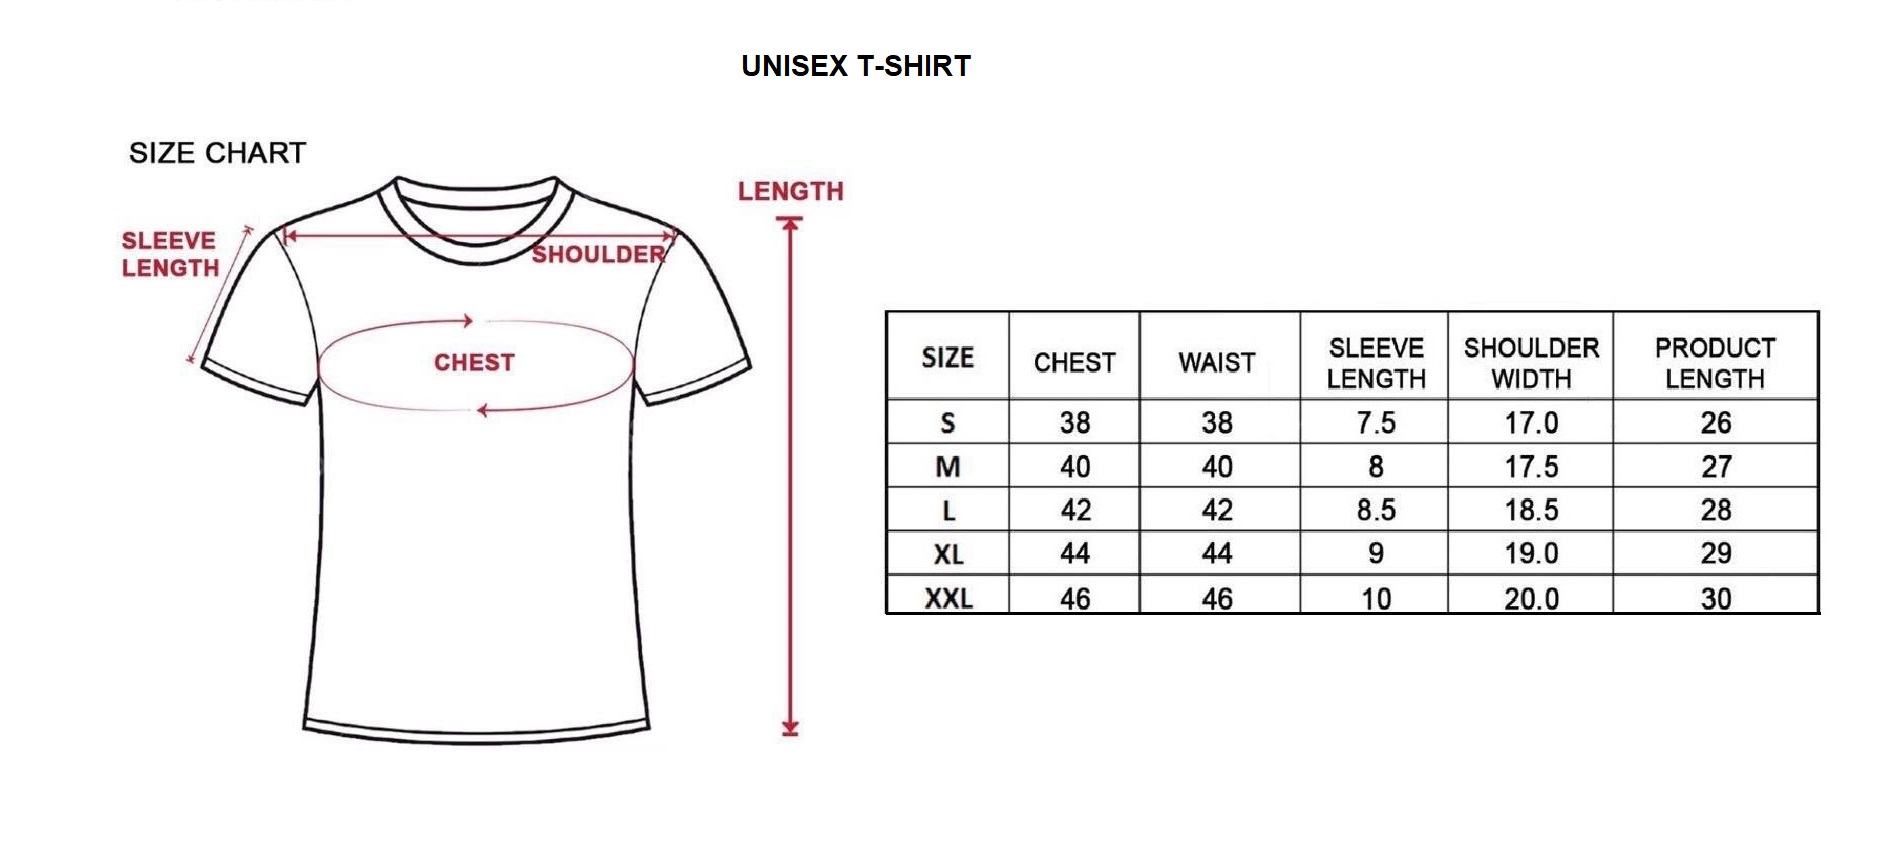 UNISEX T-SHIRT
SIZE CHART
SLEEVE
LENGTH
SHOULDER
CHEST
LENGTH
SIZE CHEST WAIST SLEEVE LENGTH SHOULDER WIDTH PRODUCT LENGTH
S 38 38 7.5 17.0 26
M 40 40 8 17.5 27
L 42 42 8.5 18.5 28
XL 44 44 9 19.0 29
XXL 46 46 10 20.0 30